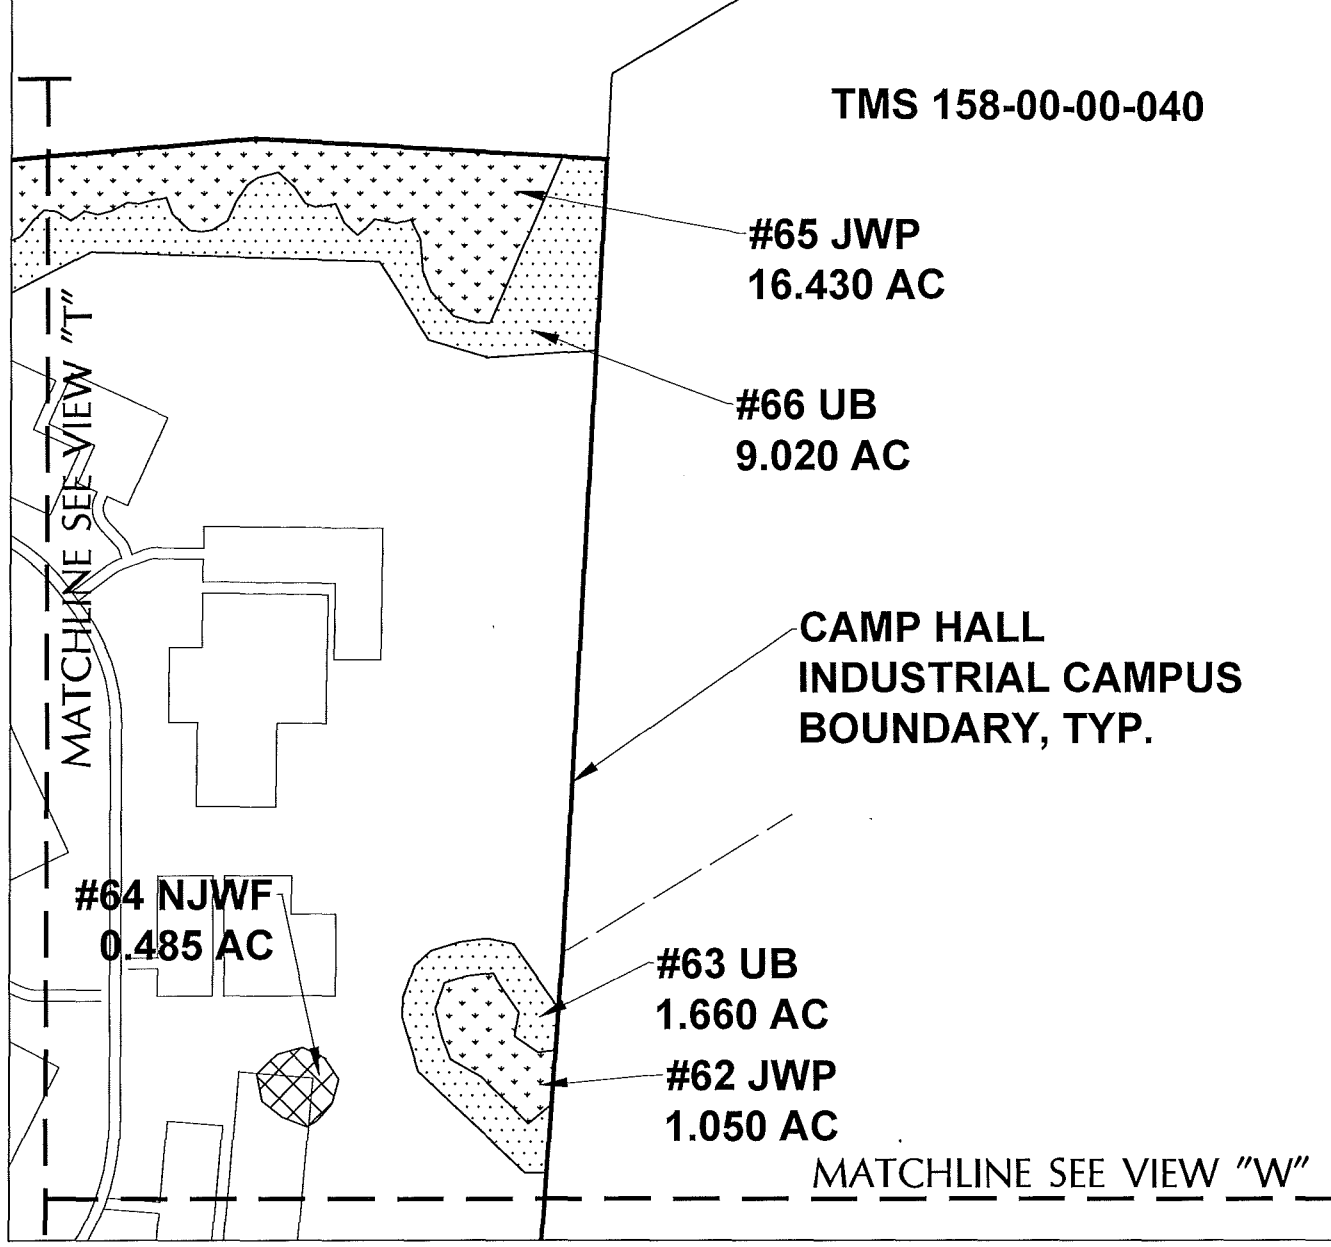 TMS 158-00-00-040
#65 JWP
16.430 AC
MATCHLINE SEE VIEW "T"
#66 UB
9.020 AC
CAMP HALL
INDUSTRIAL CAMPUS
BOUNDARY, TYP.
#64 NJWF
0.485 AC
#63 UB
1.660 AC
#62 JWP
1.050 AC
MATCHLINE SEE VIEW "W"